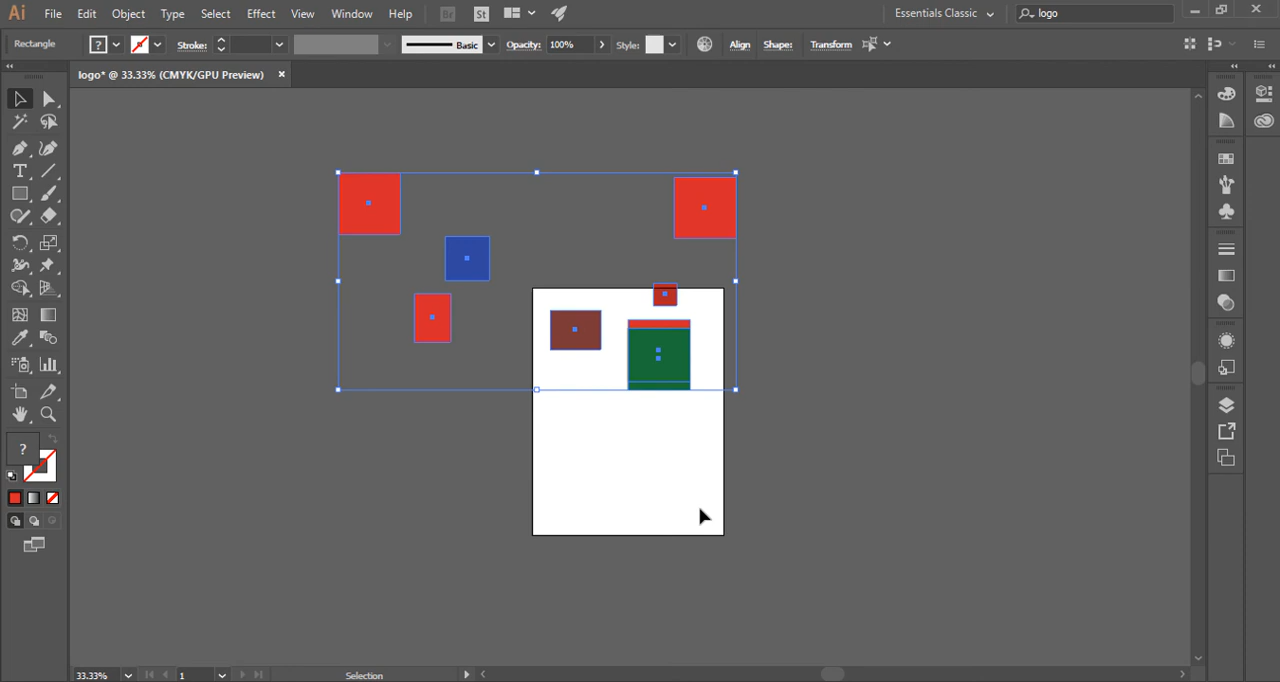 Ai File Edit Object Type Select Effect View Window Help Br St Essentials Classic logo
Rectangle ? Stroke: Basic Opacity: 100% Style: Align Shape: Transform
logo* @ 33.33% (CMYK/GPU Preview) ×
T
?
33.33% 1 Selection